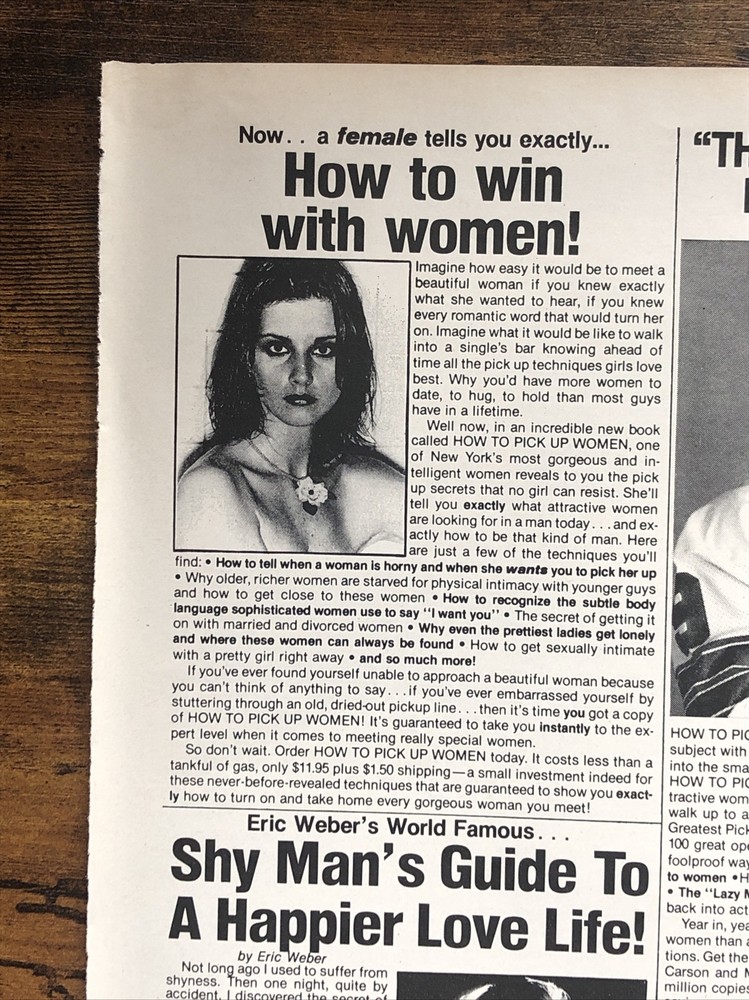 Now. . a female tells you exactly...
How to win
with women!
Imagine how easy it would be to meet a
beautiful woman if you knew exactly
what she wanted to hear, if you knew
every romantic word that would turn her
on. Imagine what it would be like to walk
into a single's bar knowing ahead of
time all the pick up techniques girls love
best. Why you'd have more women to
date, to hug, to hold than most guys
have in a lifetime.
Well now, in an incredible new book
called HOW TO PICK UP WOMEN, one
of New York's most gorgeous and in-
telligent women reveals to you the pick
up secrets that no girl can resist. She'll
tell you exactly what attractive women
are looking for in a man today...and ex-
actly how to be that kind of man. Here
are just a few of the techniques you'll
find: • How to tell when a woman is horny and when she wants you to pick her up
• Why older, richer women are starved for physical intimacy with younger guys
and how to get close to these women • How to recognize the subtle body
language sophisticated women use to say "I want you" • The secret of getting it
on with married and divorced women • Why even the prettiest ladies get lonely
and where these women can always be found • How to get sexually intimate
with a pretty girl right away • and so much more!
If you've ever found yourself unable to approach a beautiful woman because
you can't think of anything to say...if you've ever embarrassed yourself by
stuttering through an old, dried-out pickup line...then it's time you got a copy
of HOW TO PICK UP WOMEN! It's guaranteed to take you instantly to the ex-
pert level when it comes to meeting really special women.
So don't wait. Order HOW TO PICK UP WOMEN today. It costs less than a
tankful of gas, only $11.95 plus $1.50 shipping—a small investment indeed for
these never-before-revealed techniques that are guaranteed to show you exact-
ly how to turn on and take home every gorgeous woman you meet!
Eric Weber's World Famous. . .
Shy Man's Guide To
A Happier Love Life!
by Eric Weber
Not long ago I used to suffer from
shyness. Then one night, quite by
accident, I discovered the secret of
"TH
HOW TO PIC
subject with
into the sma
HOW TO PIC
tractive wom
walk up to a
Greatest Pick
100 great ope
foolproof way
to women •H
• The "Lazy M
back into act
Year in, yea
women than a
tions. Get the
Carson and M
million copies